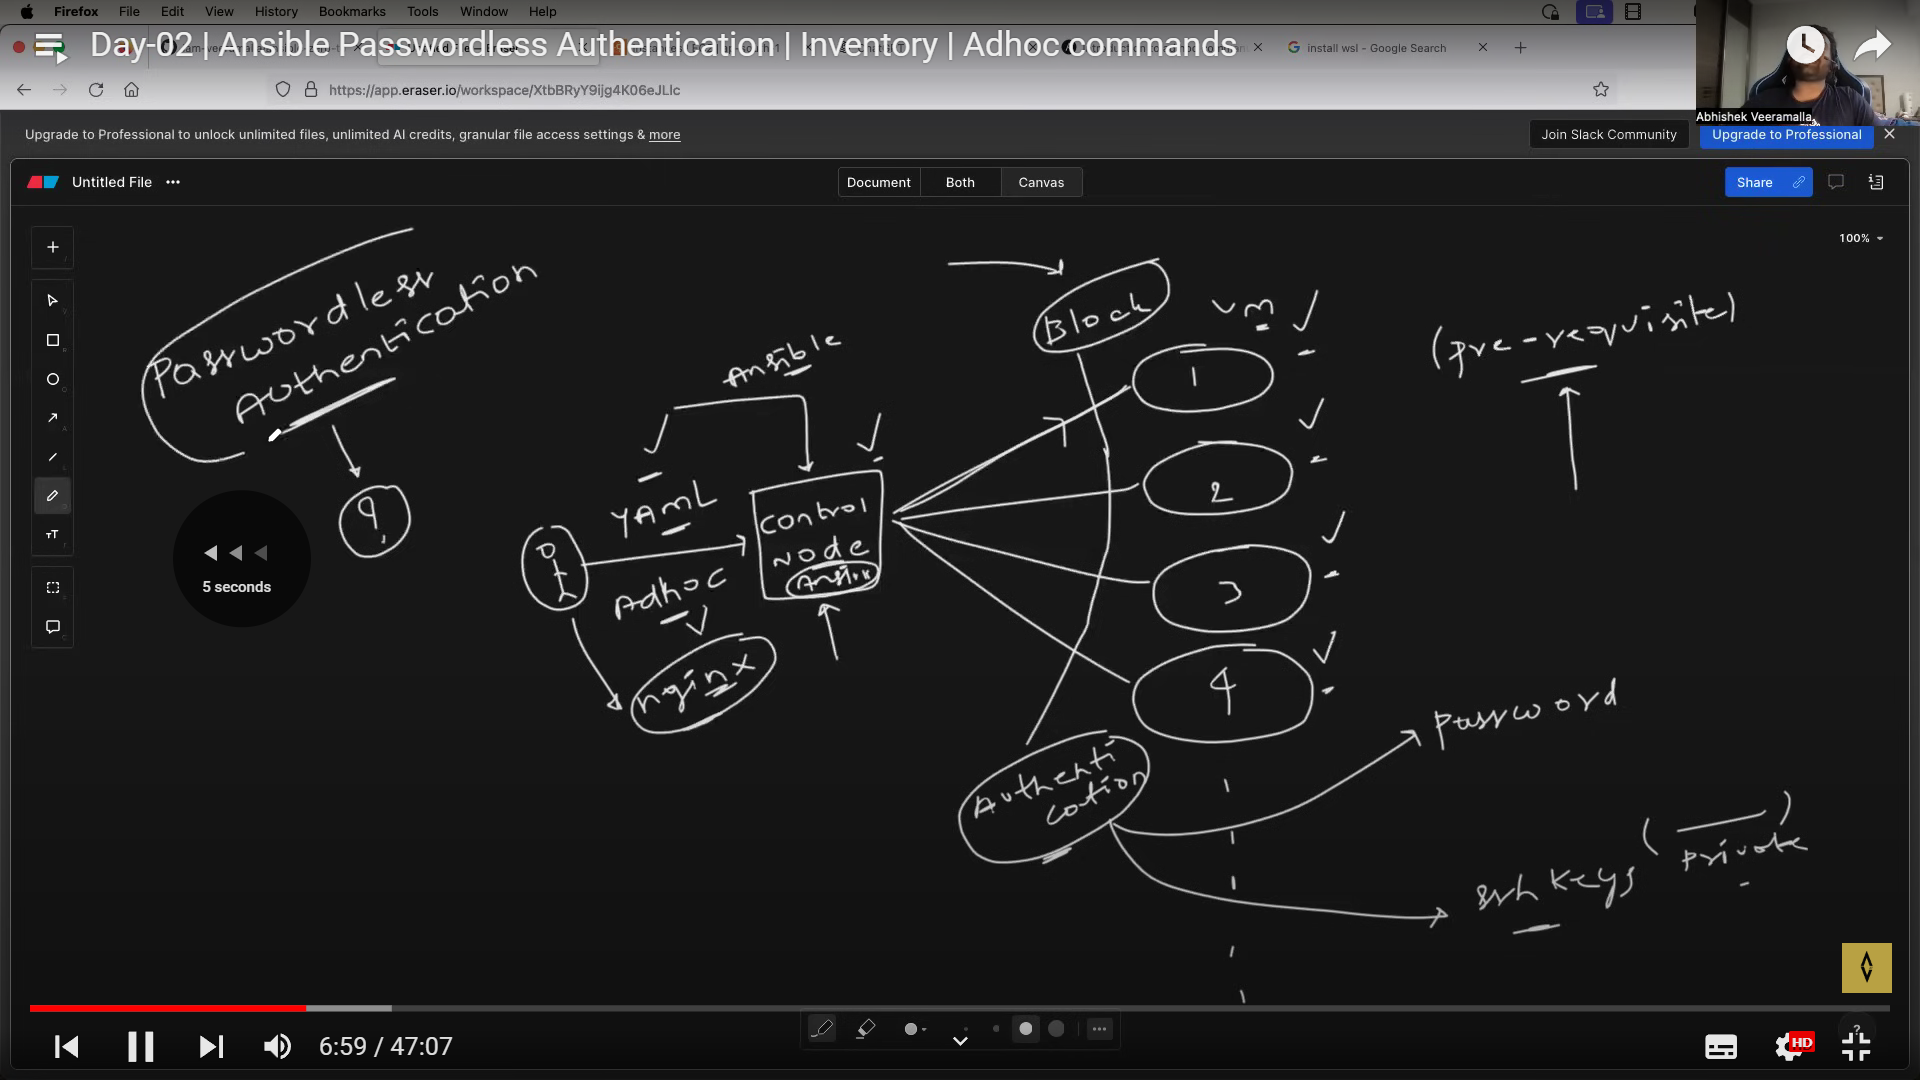 Firefox File Edit View History Bookmarks Tools Window Help
Day-02 | Ansible Passwordless Authentication | Inventory | Adhoc commands
install wsl - Google Search
https://app.eraser.io/workspace/XtbBRyY9ijg4K06eJLlc
Abhishek Veeramalla
Upgrade to Professional to unlock unlimited files, unlimited AI credits, granular file access settings & more
Join Slack Community
Upgrade to Professional
Untitled File
Document
Both
Canvas
Share
100%
Passwordless
Authentication
?
5 seconds
Ansible
YAML
Adhoc
nginx
Control
Node
Block
VM
1
2
3
4
(pre-requisite)
Authenti
cation
password
ssh keys (private)
6:59 / 47:07
HD